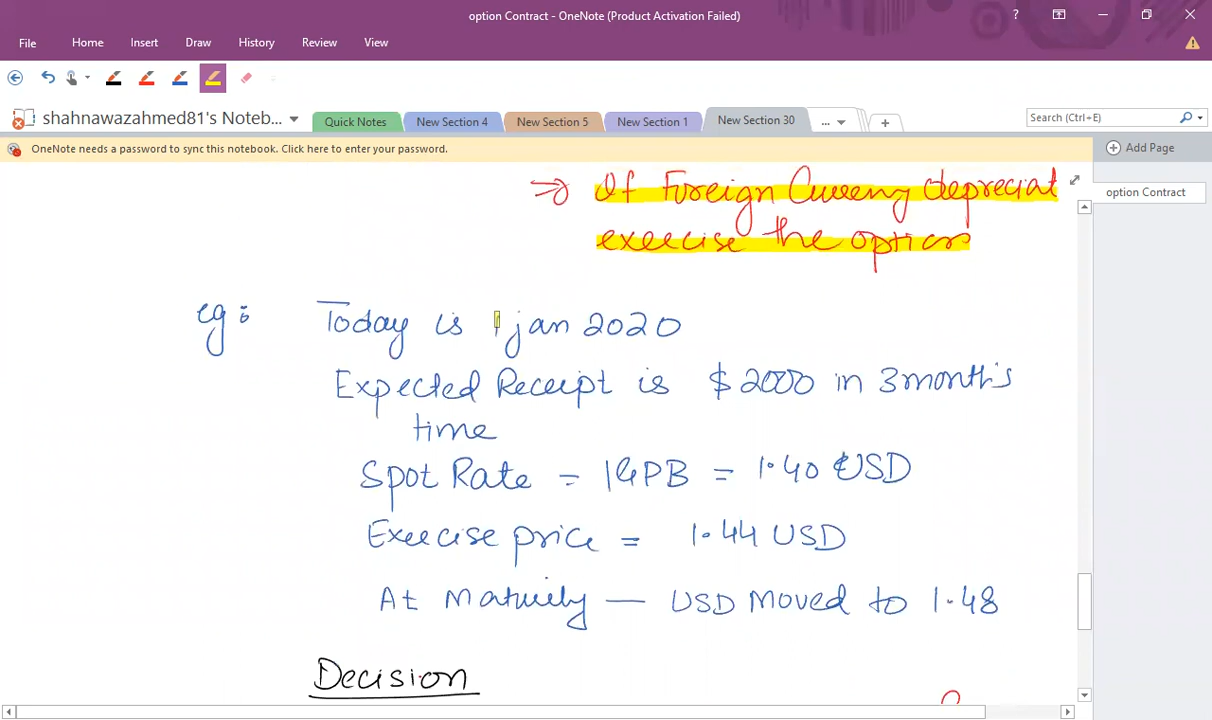 option Contract - OneNote (Product Activation Failed)
?
File Home Insert Draw History Review View
shahnawazahmed81's Noteb... Quick Notes New Section 4 New Section 5 New Section 1 New Section 30 ... + Search (Ctrl+E)
OneNote needs a password to sync this notebook. Click here to enter your password.
Add Page
option Contract
⇒ If Foreign Currency depreciat
exercise the option
eg: Today is 1 jan 2020
Expected Receipt is $ 2000 in 3 month's
time
Spot Rate = 1 GPB = 1.40 USD
Exercise price = 1.44 USD
At Maturity — USD Moved to 1.48
Decision